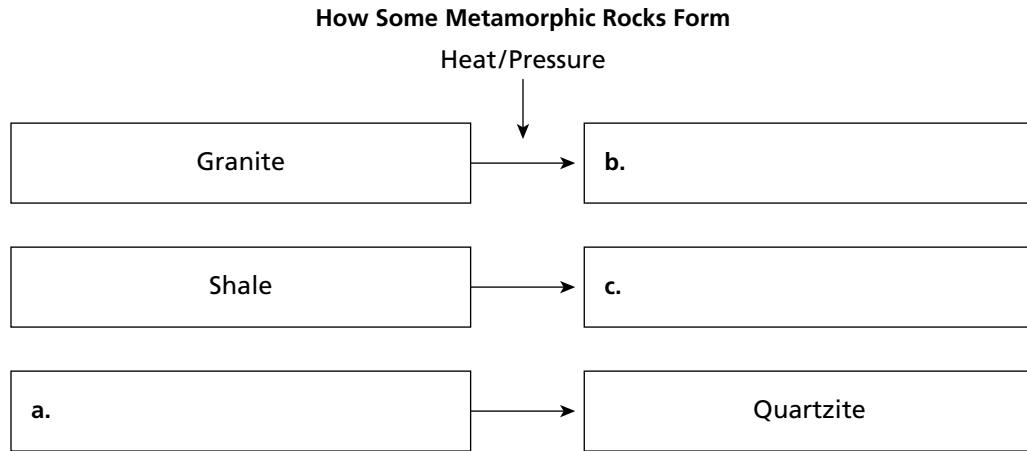 How Some Metamorphic Rocks Form
Heat/Pressure
Granite
b.
Shale
c.
a.
Quartzite